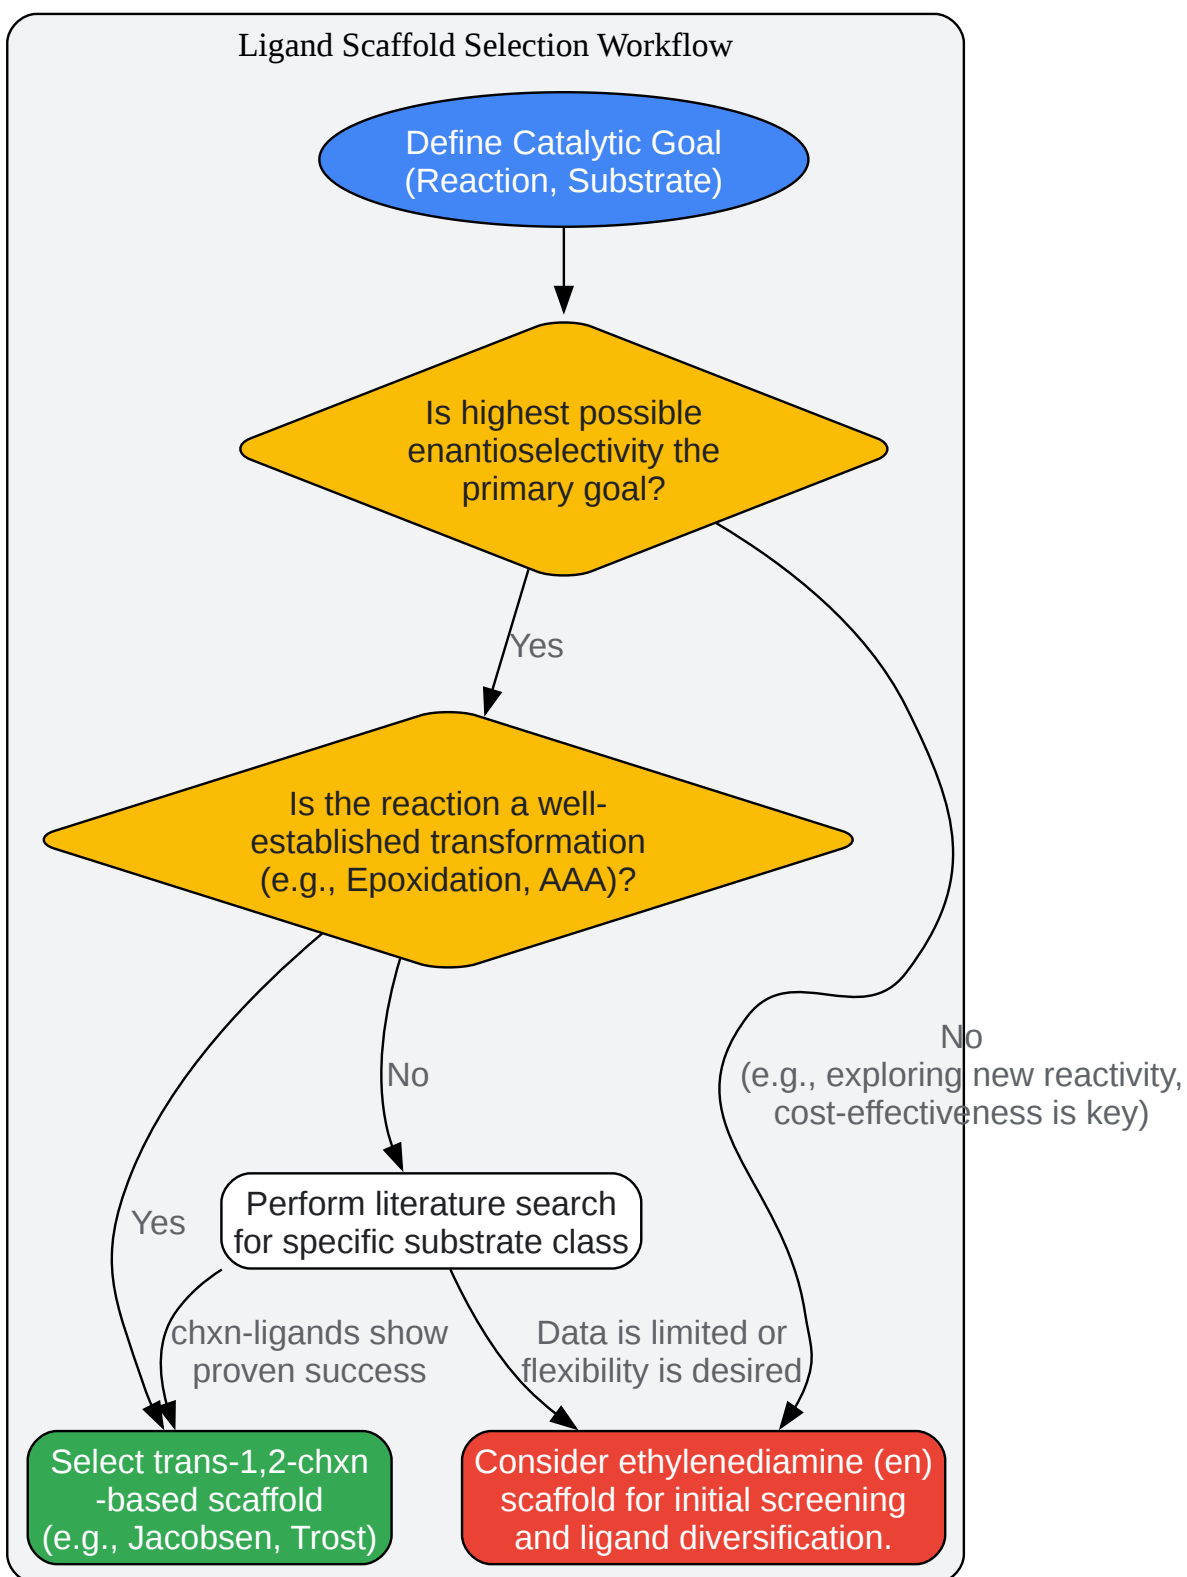 Ligand Scaffold Selection Workflow
Define Catalytic Goal
(Reaction, Substrate)
Is highest possible
enantioselectivity the
primary goal?
Yes
Is the reaction a well-
established transformation
(e.g., Epoxidation, AAA)?
No
(e.g., exploring new reactivity,
cost-effectiveness is key)
No
Perform literature search
for specific substrate class
Yes
chxn-ligands show
proven success
Data is limited or
flexibility is desired
Select trans-1,2-chxn
-based scaffold
(e.g., Jacobsen, Trost)
Consider ethylenediamine (en)
scaffold for initial screening
and ligand diversification.